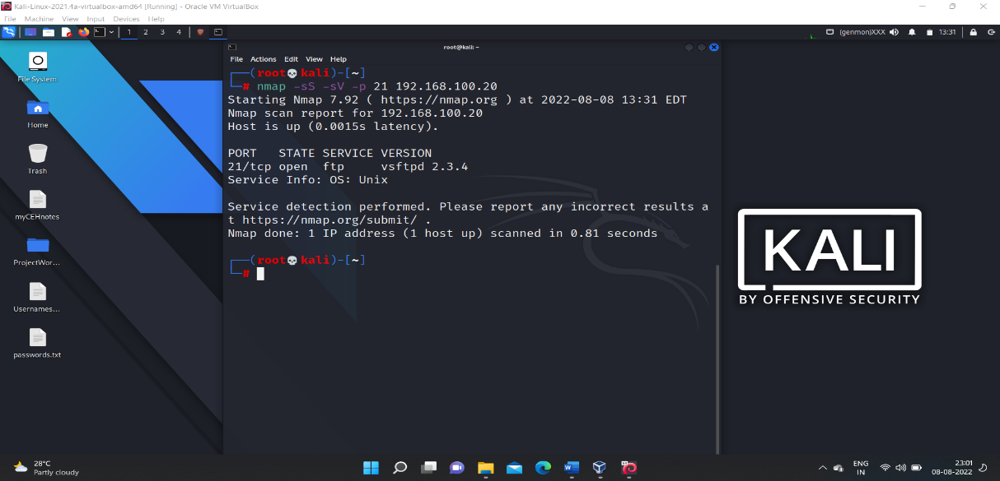 Kali-Linux-2021.4a-virtualbox-amd64 [Running] - Oracle VM VirtualBox
File Machine View Input Devices Help
1 2 3 4
(genmon)XXX 13:31
root@kali: ~
File Actions Edit View Help
(root💀kali)-[~]
# nmap -sS -sV -p 21 192.168.100.20
Starting Nmap 7.92 ( https://nmap.org ) at 2022-08-08 13:31 EDT
Nmap scan report for 192.168.100.20
Host is up (0.0015s latency).
PORT STATE SERVICE VERSION
21/tcp open ftp vsftpd 2.3.4
Service Info: OS: Unix
Service detection performed. Please report any incorrect results a
t https://nmap.org/submit/ .
Nmap done: 1 IP address (1 host up) scanned in 0.81 seconds
(root💀kali)-[~]
#
File System
Home
Trash
myCEHnotes
ProjectWor...
Usernames...
passwords.txt
KALI
BY OFFENSIVE SECURITY
28°C
Partly cloudy
ENG
IN
23:01
08-08-2022